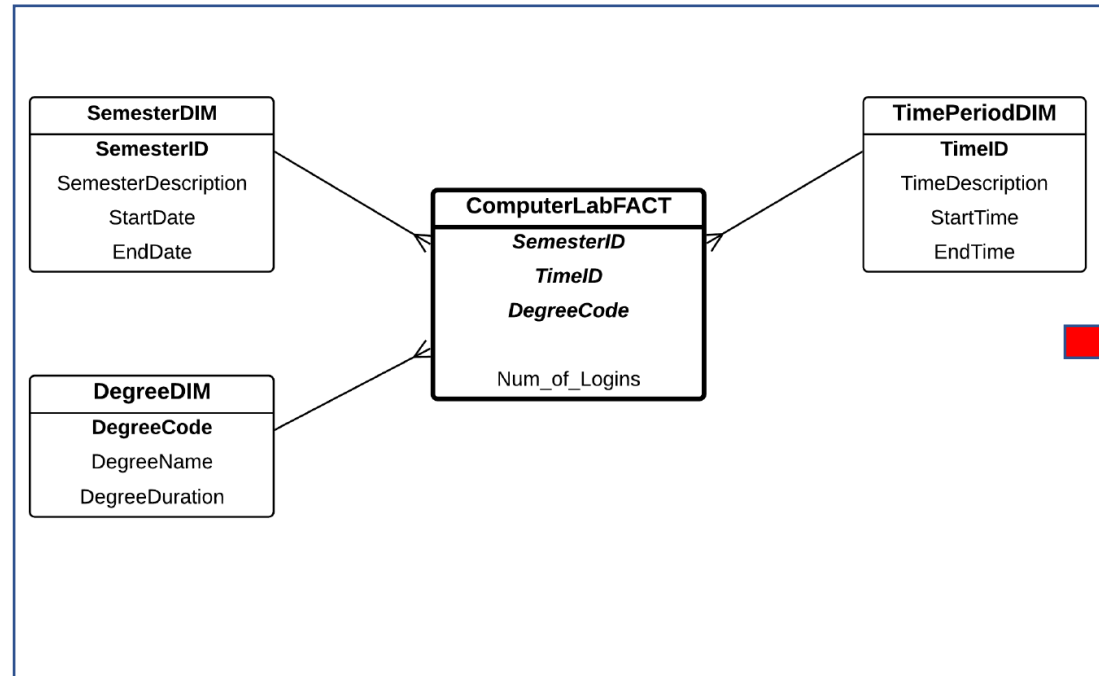 SemesterDIM
SemesterID
SemesterDescription
StartDate
EndDate
DegreeDIM
DegreeCode
DegreeName
DegreeDuration
ComputerLabFACT
SemesterID
TimeID
DegreeCode
Num_of_Logins
TimePeriodDIM
TimeID
TimeDescription
StartTime
EndTime